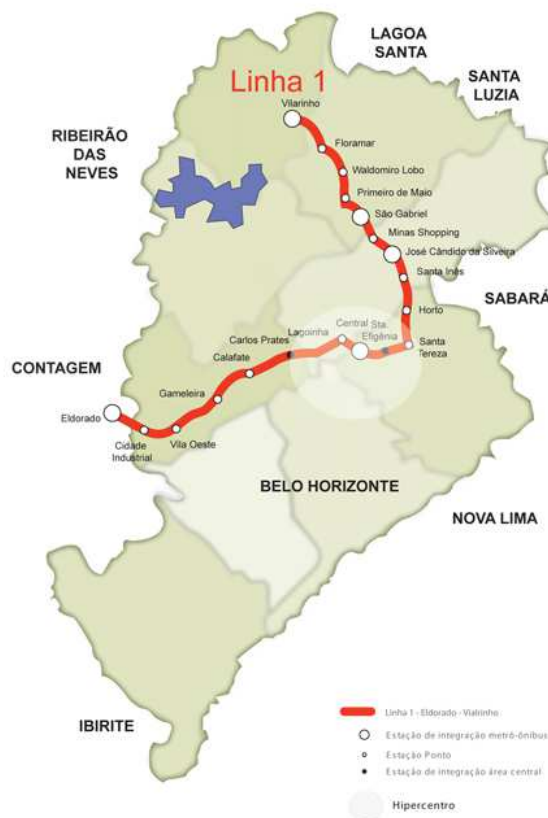 LAGOA
SANTA
SANTA
LUZIA
Linha 1
Vilarinho
RIBEIRÃO
DAS
NEVES
Floramar
Waldomiro Lobo
Primeiro de Maio
São Gabriel
Minas Shopping
José Cândido da Silveira
Santa Inês
SABARÁ
Horto
Central
Sta.
Efigênia
Lagoinha
Santa
Tereza
Carlos Prates
Calafate
CONTAGEM
Gameleira
Eldorado
Cidade
Industrial
Vila Oeste
BELO HORIZONTE
NOVA LIMA
IBIRITE
Linha 1 - Eldorado - Vialrinho
Estação de integração metrô-ônibus
Estação Ponto
Estação de integração área central
Hipercentro